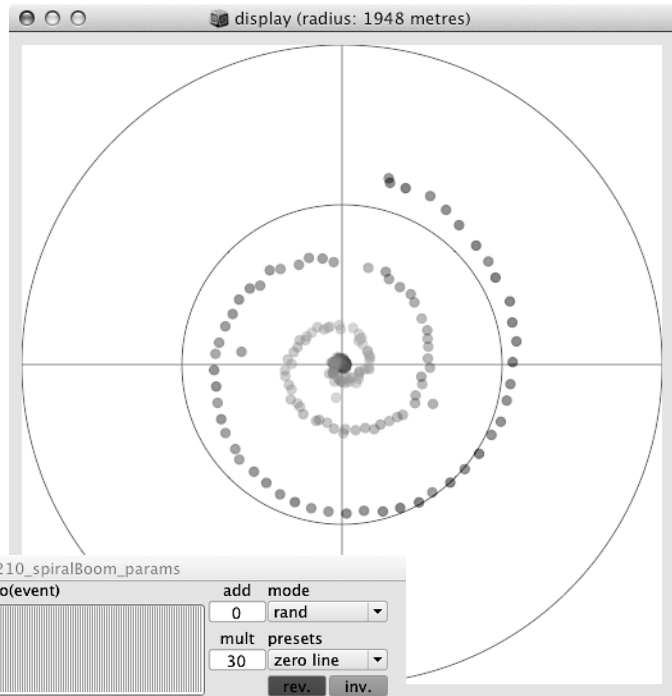 display (radius: 1948 metres)
210_spiralBoom_params
o(event)
add mode
0 rand
mult presets
30 zero line
rev. inv.